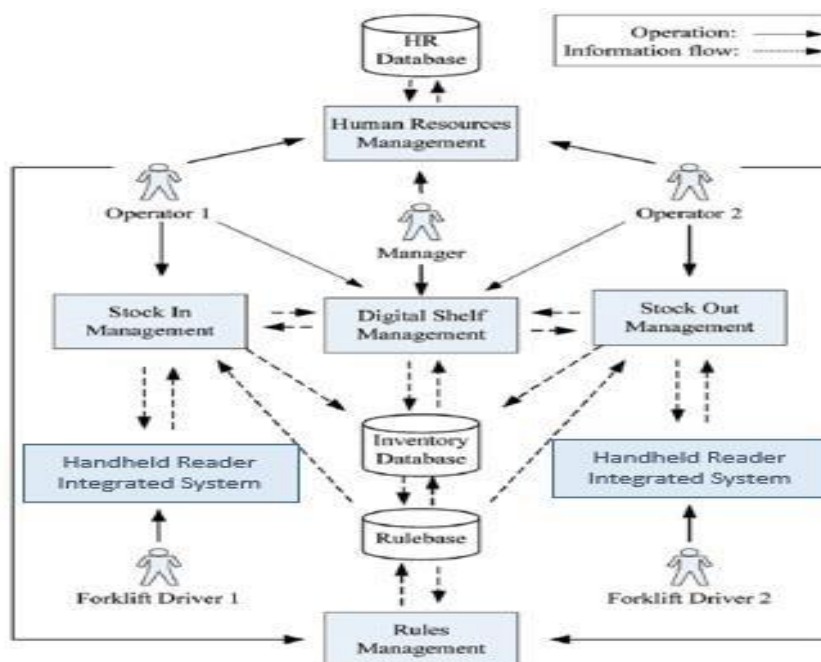 HR
Database
Operation:
Information flow:
Human Resources
Management
Operator 1
Operator 2
Manager
Stock In
Management
Digital Shelf
Management
Stock Out
Management
Inventory
Database
Handheld Reader
Integrated System
Handheld Reader
Integrated System
Rulebase
Forklift Driver 1
Forklift Driver 2
Rules
Management